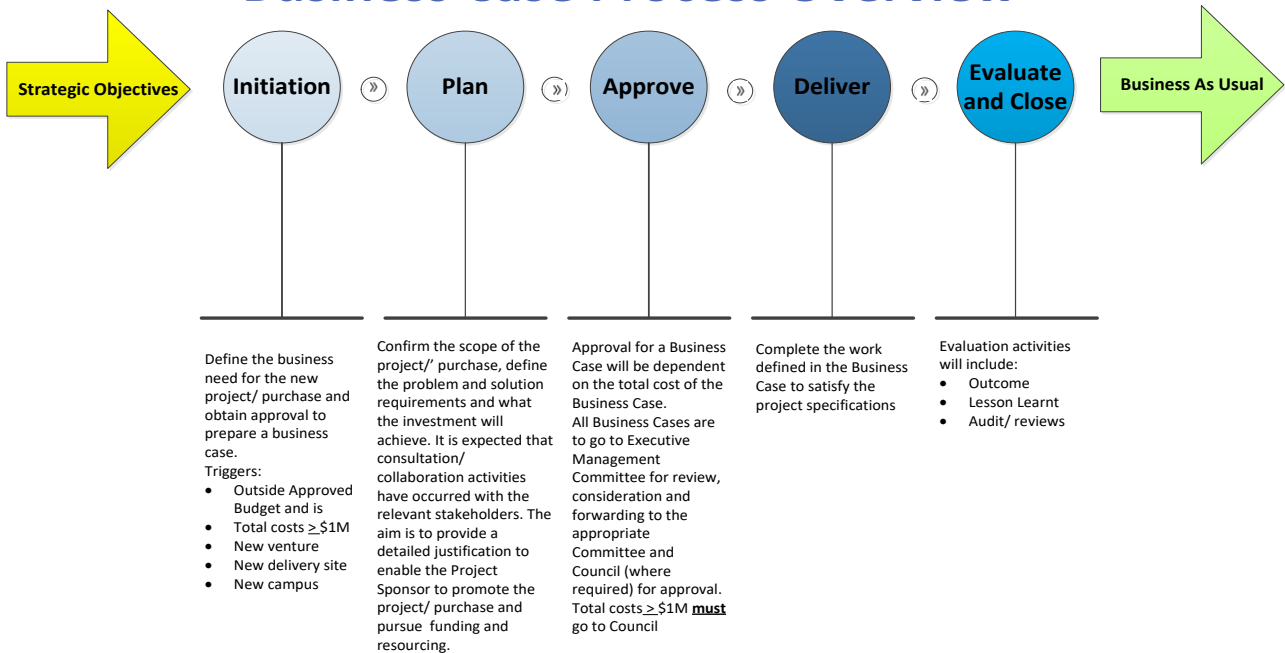 Business Case Process Overview
Strategic Objectives
Initiation
»
Plan
»
Approve
»
Deliver
»
Evaluate
and Close
Business As Usual
Define the business
need for the new
project/ purchase and
obtain approval to
prepare a business
case.
Triggers:
• Outside Approved
Budget and is
• Total costs ≥ $1M
• New venture
• New delivery site
• New campus
Confirm the scope of the
project/’ purchase, define
the problem and solution
requirements and what
the investment will
achieve. It is expected that
consultation/
collaboration activities
have occurred with the
relevant stakeholders. The
aim is to provide a
detailed justification to
enable the Project
Sponsor to promote the
project/ purchase and
pursue funding and
resourcing.
Approval for a Business
Case will be dependent
on the total cost of the
Business Case.
All Business Cases are
to go to Executive
Management
Committee for review,
consideration and
forwarding to the
appropriate
Committee and
Council (where
required) for approval.
Total costs ≥ $1M must
go to Council
Complete the work
defined in the Business
Case to satisfy the
project specifications
Evaluation activities
will include:
• Outcome
• Lesson Learnt
• Audit/ reviews